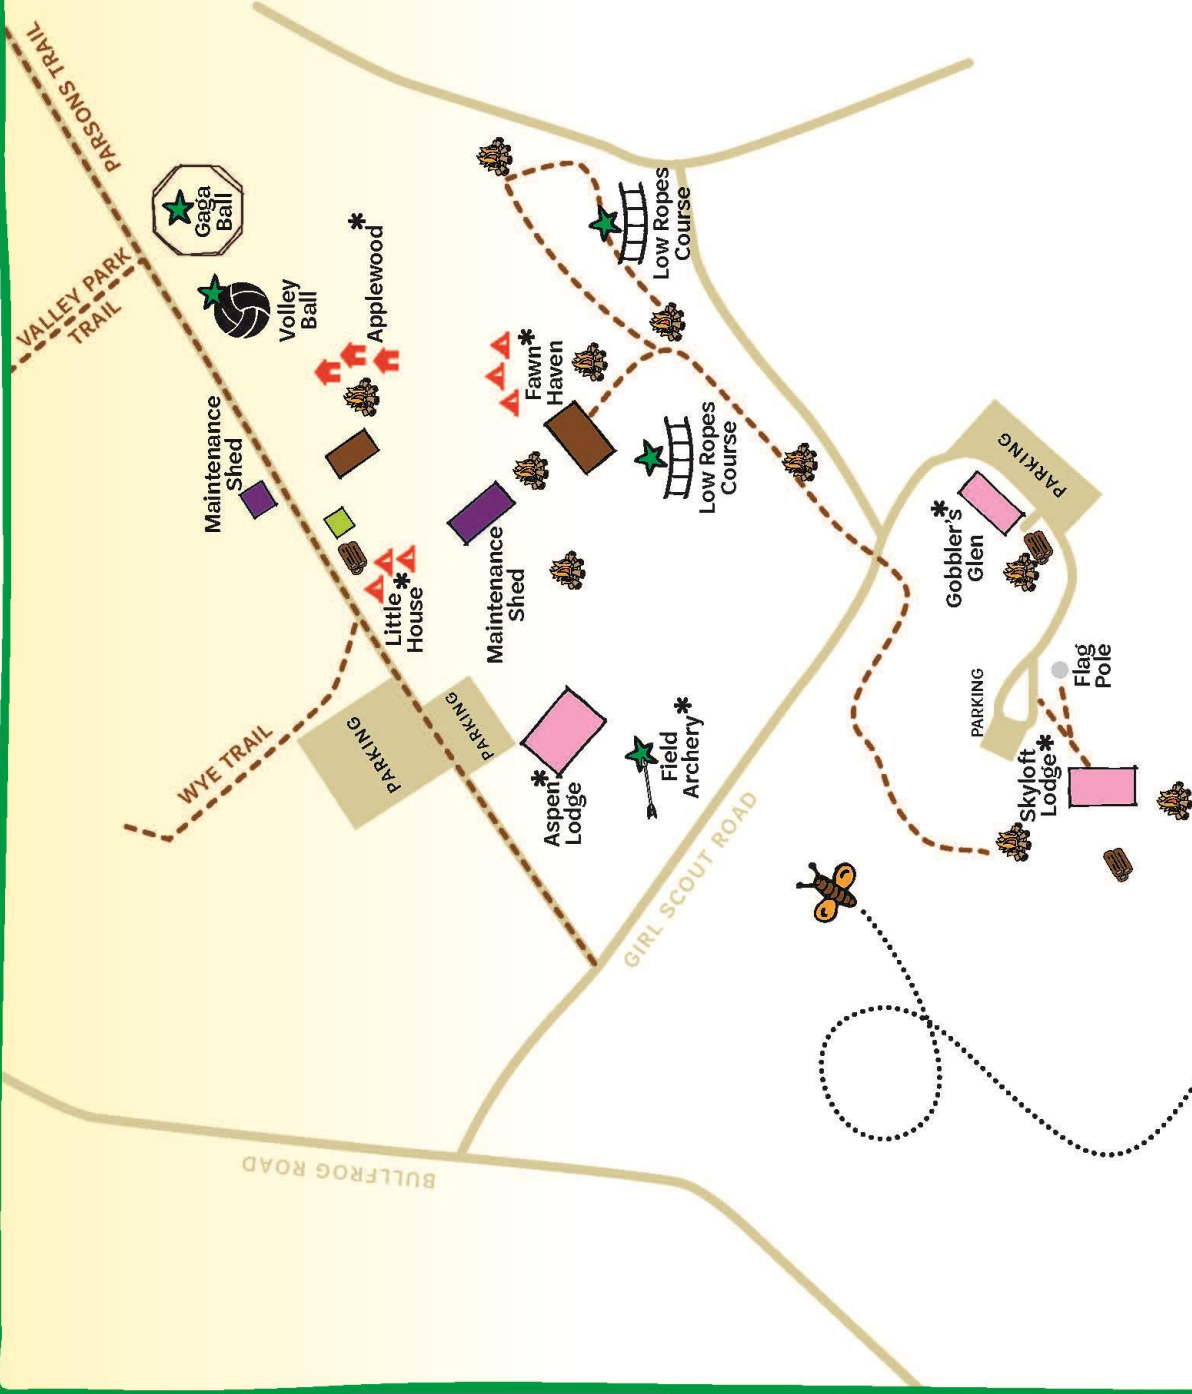 PARSONS TRAIL
VALLEY PARK
TRAIL
Gaga
Ball
Volley
Ball
Applewood*
Maintenance
Shed
Fawn*
Haven
Low Ropes
Course
Low Ropes
Course
Little*
House
Maintenance
Shed
WYE TRAIL
PARKING
PARKING
Aspen*
Lodge
Field
Archery*
GIRL SCOUT ROAD
BULLFROG ROAD
PARKING
Gobbler's*
Glen
PARKING
Flag
Pole
Skyloft
Lodge*